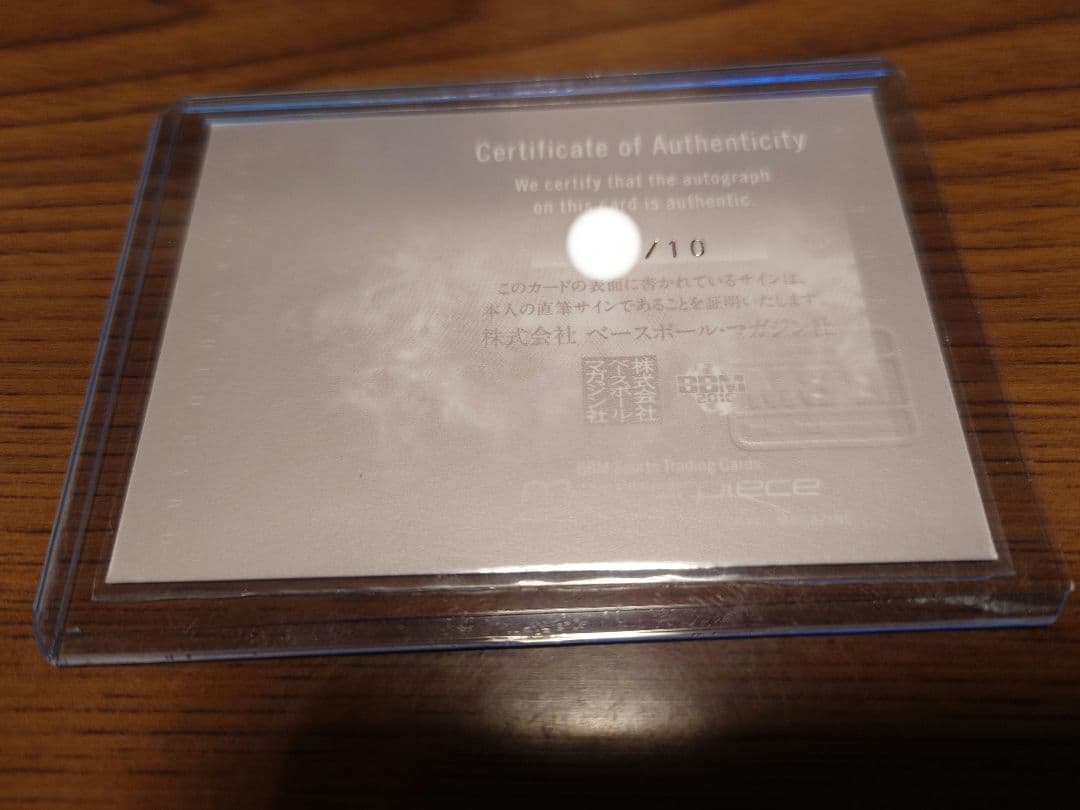 Certificate of Authenticity
We certify that the autograph
on this card is authentic.
/10
このカードの表面に書かれているサインは、
本人の直筆サインであることを証明いたします
株式会社 ベースボール・マガジン社
株式会社
ベースボール
マガジン社
BBM
BBM Sports Trading Cards